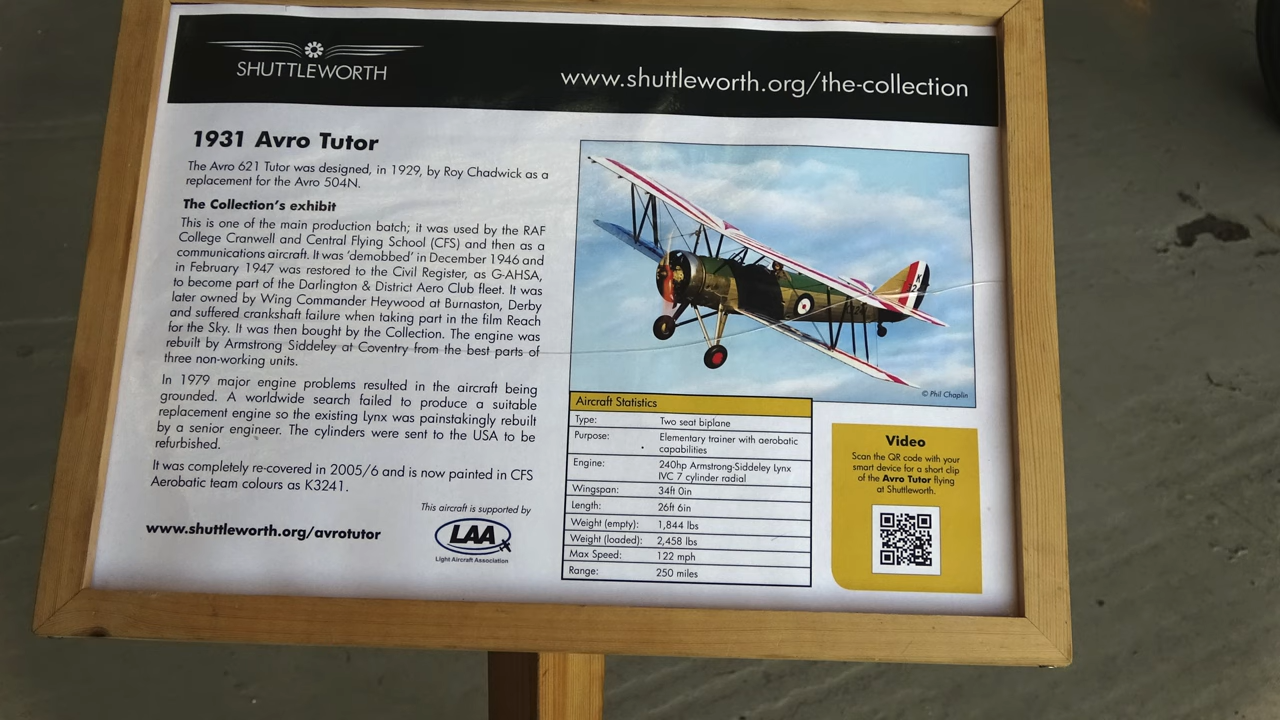 SHUTTLEWORTH
www.shuttleworth.org/the-collection
1931 Avro Tutor
The Avro 621 Tutor was designed, in 1929, by Roy Chadwick as a
replacement for the Avro 504N.
The Collection's exhibit
This is one of the main production batch; it was used by the RAF
College Cranwell and Central Flying School (CFS) and then as a
communications aircraft. It was 'demobbed' in December 1946 and
in February 1947 was restored to the Civil Register, as G-AHSA,
to become part of the Darlington & District Aero Club fleet. It was
later owned by Wing Commander Heywood at Burnaston, Derby
and suffered crankshaft failure when taking part in the film Reach
for the Sky. It was then bought by the Collection. The engine was
rebuilt by Armstrong Siddeley at Coventry from the best parts of
three non-working units.
In 1979 major engine problems resulted in the aircraft being
grounded. A worldwide search failed to produce a suitable
replacement engine so the existing Lynx was painstakingly rebuilt
by a senior engineer. The cylinders were sent to the USA to be
refurbished.
It was completely re-covered in 2005/6 and is now painted in CFS
Aerobatic team colours as K3241.
This aircraft is supported by
www.shuttleworth.org/avrotutor
LAA
Light Aircraft Association
© Phil Chaplin
Aircraft Statistics
Type: Two seat biplane
Purpose: Elementary trainer with aerobatic
capabilities
Engine: 240hp Armstrong-Siddeley Lynx
IVC 7 cylinder radial
Wingspan: 34ft 0in
Length: 26ft 6in
Weight (empty): 1,844 lbs
Weight (loaded): 2,458 lbs
Max Speed: 122 mph
Range: 250 miles
Video
Scan the QR code with your
smart device for a short clip
of the Avro Tutor flying
at Shuttleworth.